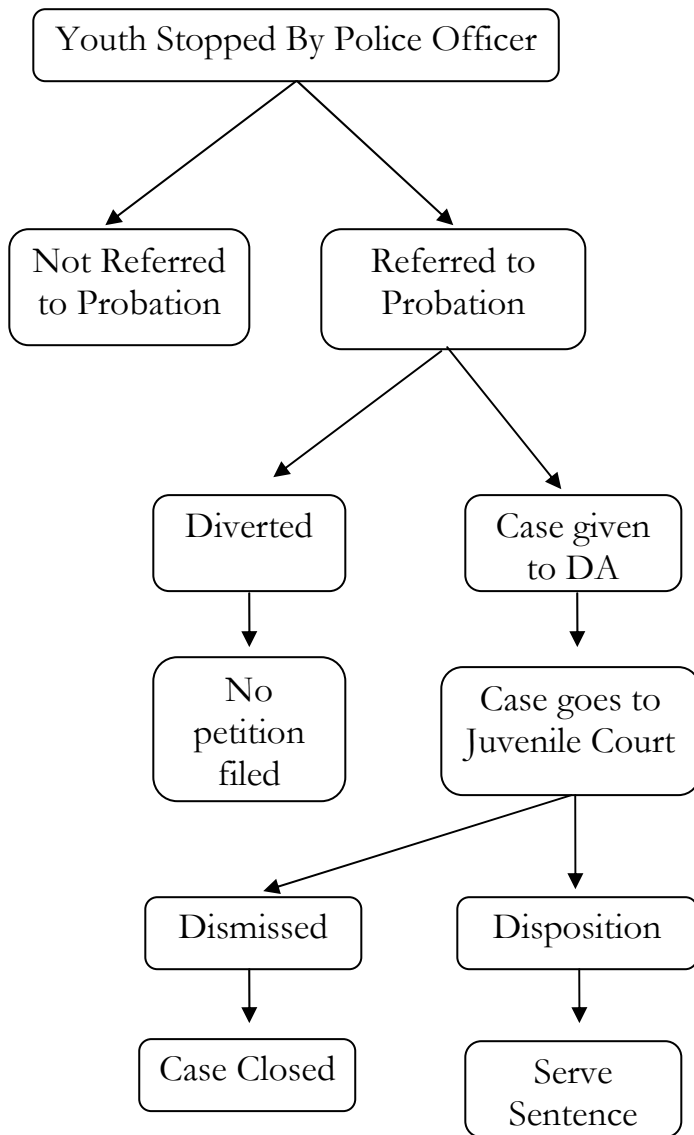 Youth Stopped By Police Officer
Not Referred
to Probation
Referred to
Probation
Diverted
Case given
to DA
No
petition
filed
Case goes to
Juvenile Court
Dismissed
Disposition
Case Closed
Serve
Sentence